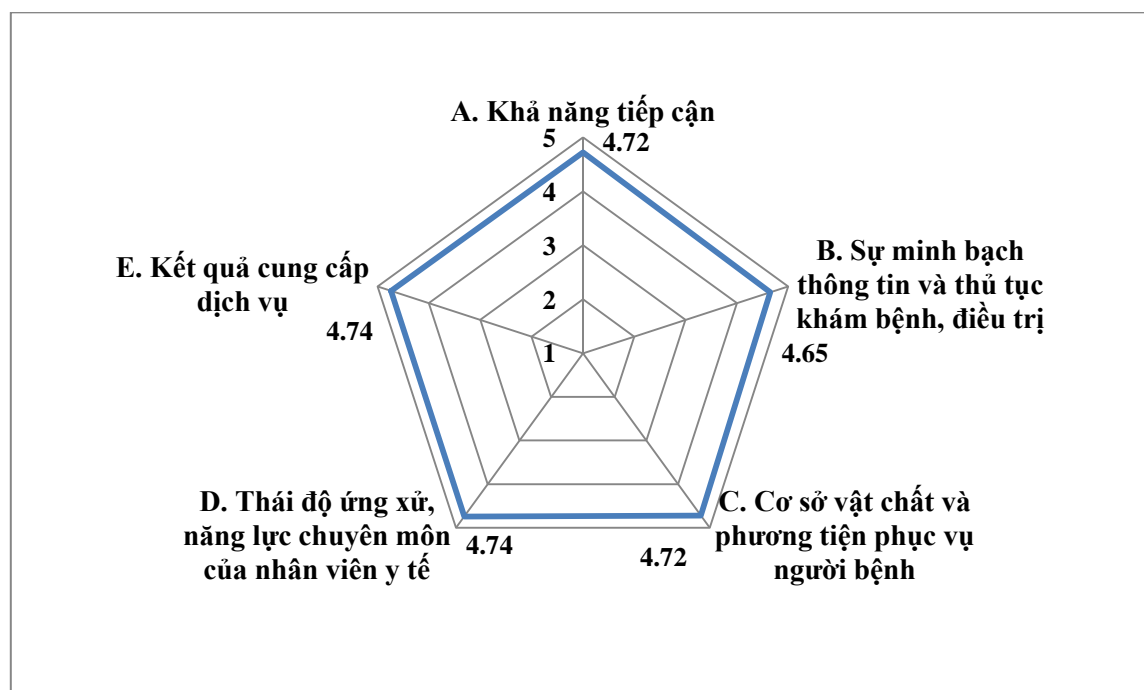 A. Khả năng tiếp cận
5
4.72
4
3
2
1
B. Sự minh bạch
thông tin và thủ tục
khám bệnh, điều trị
4.65
E. Kết quả cung cấp
dịch vụ
4.74
D. Thái độ ứng xử,
năng lực chuyên môn
của nhân viên y tế
4.74
C. Cơ sở vật chất và
phương tiện phục vụ
người bệnh
4.72